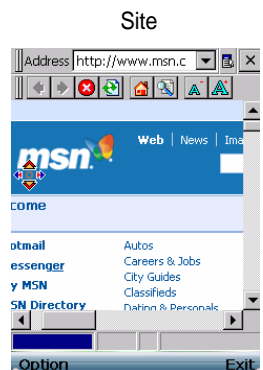 Site
Address http://www.msn.c
A A
msn
Web | News | Ima
come
otmail Autos
essenger Careers & Jobs
y MSN City Guides
Classifieds
SN Directory Dating & Personals
Option Exit